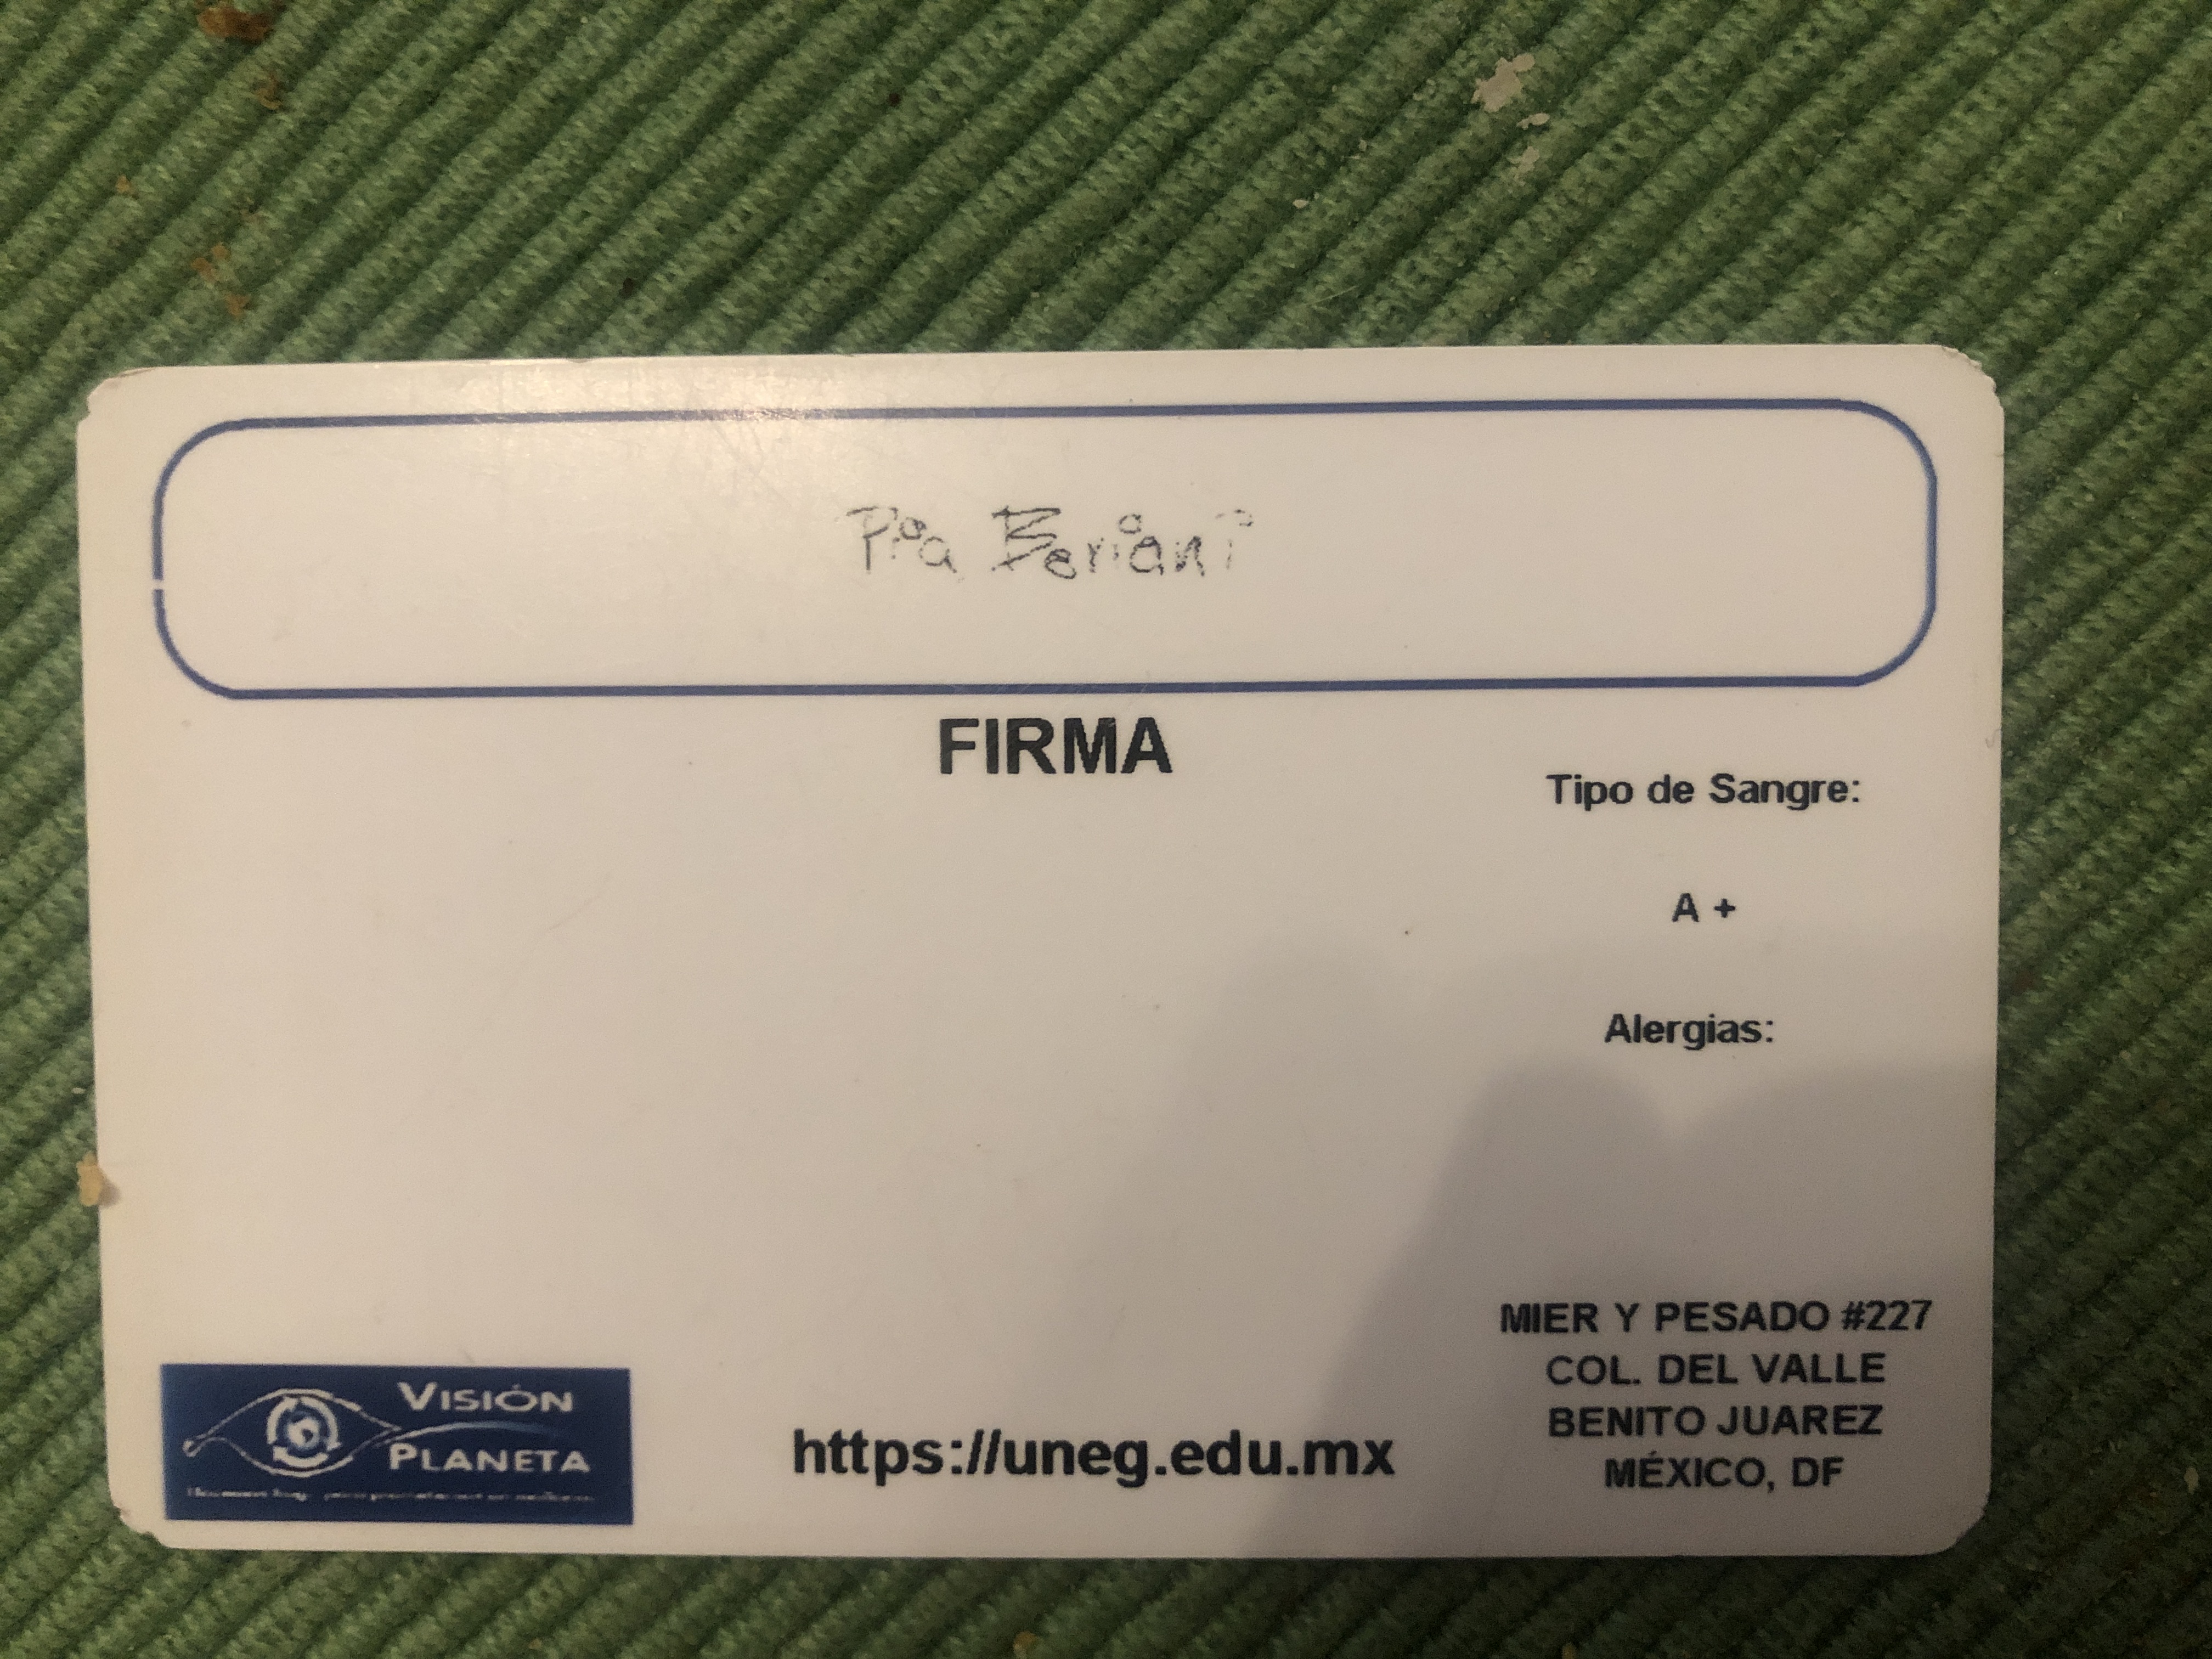 Pia Beriani
FIRMA
Tipo de Sangre:
A +
Alergias:
MIER Y PESADO #227
COL. DEL VALLE
BENITO JUAREZ
MÉXICO, DF
https://uneg.edu.mx
VISIÓN
PLANETA